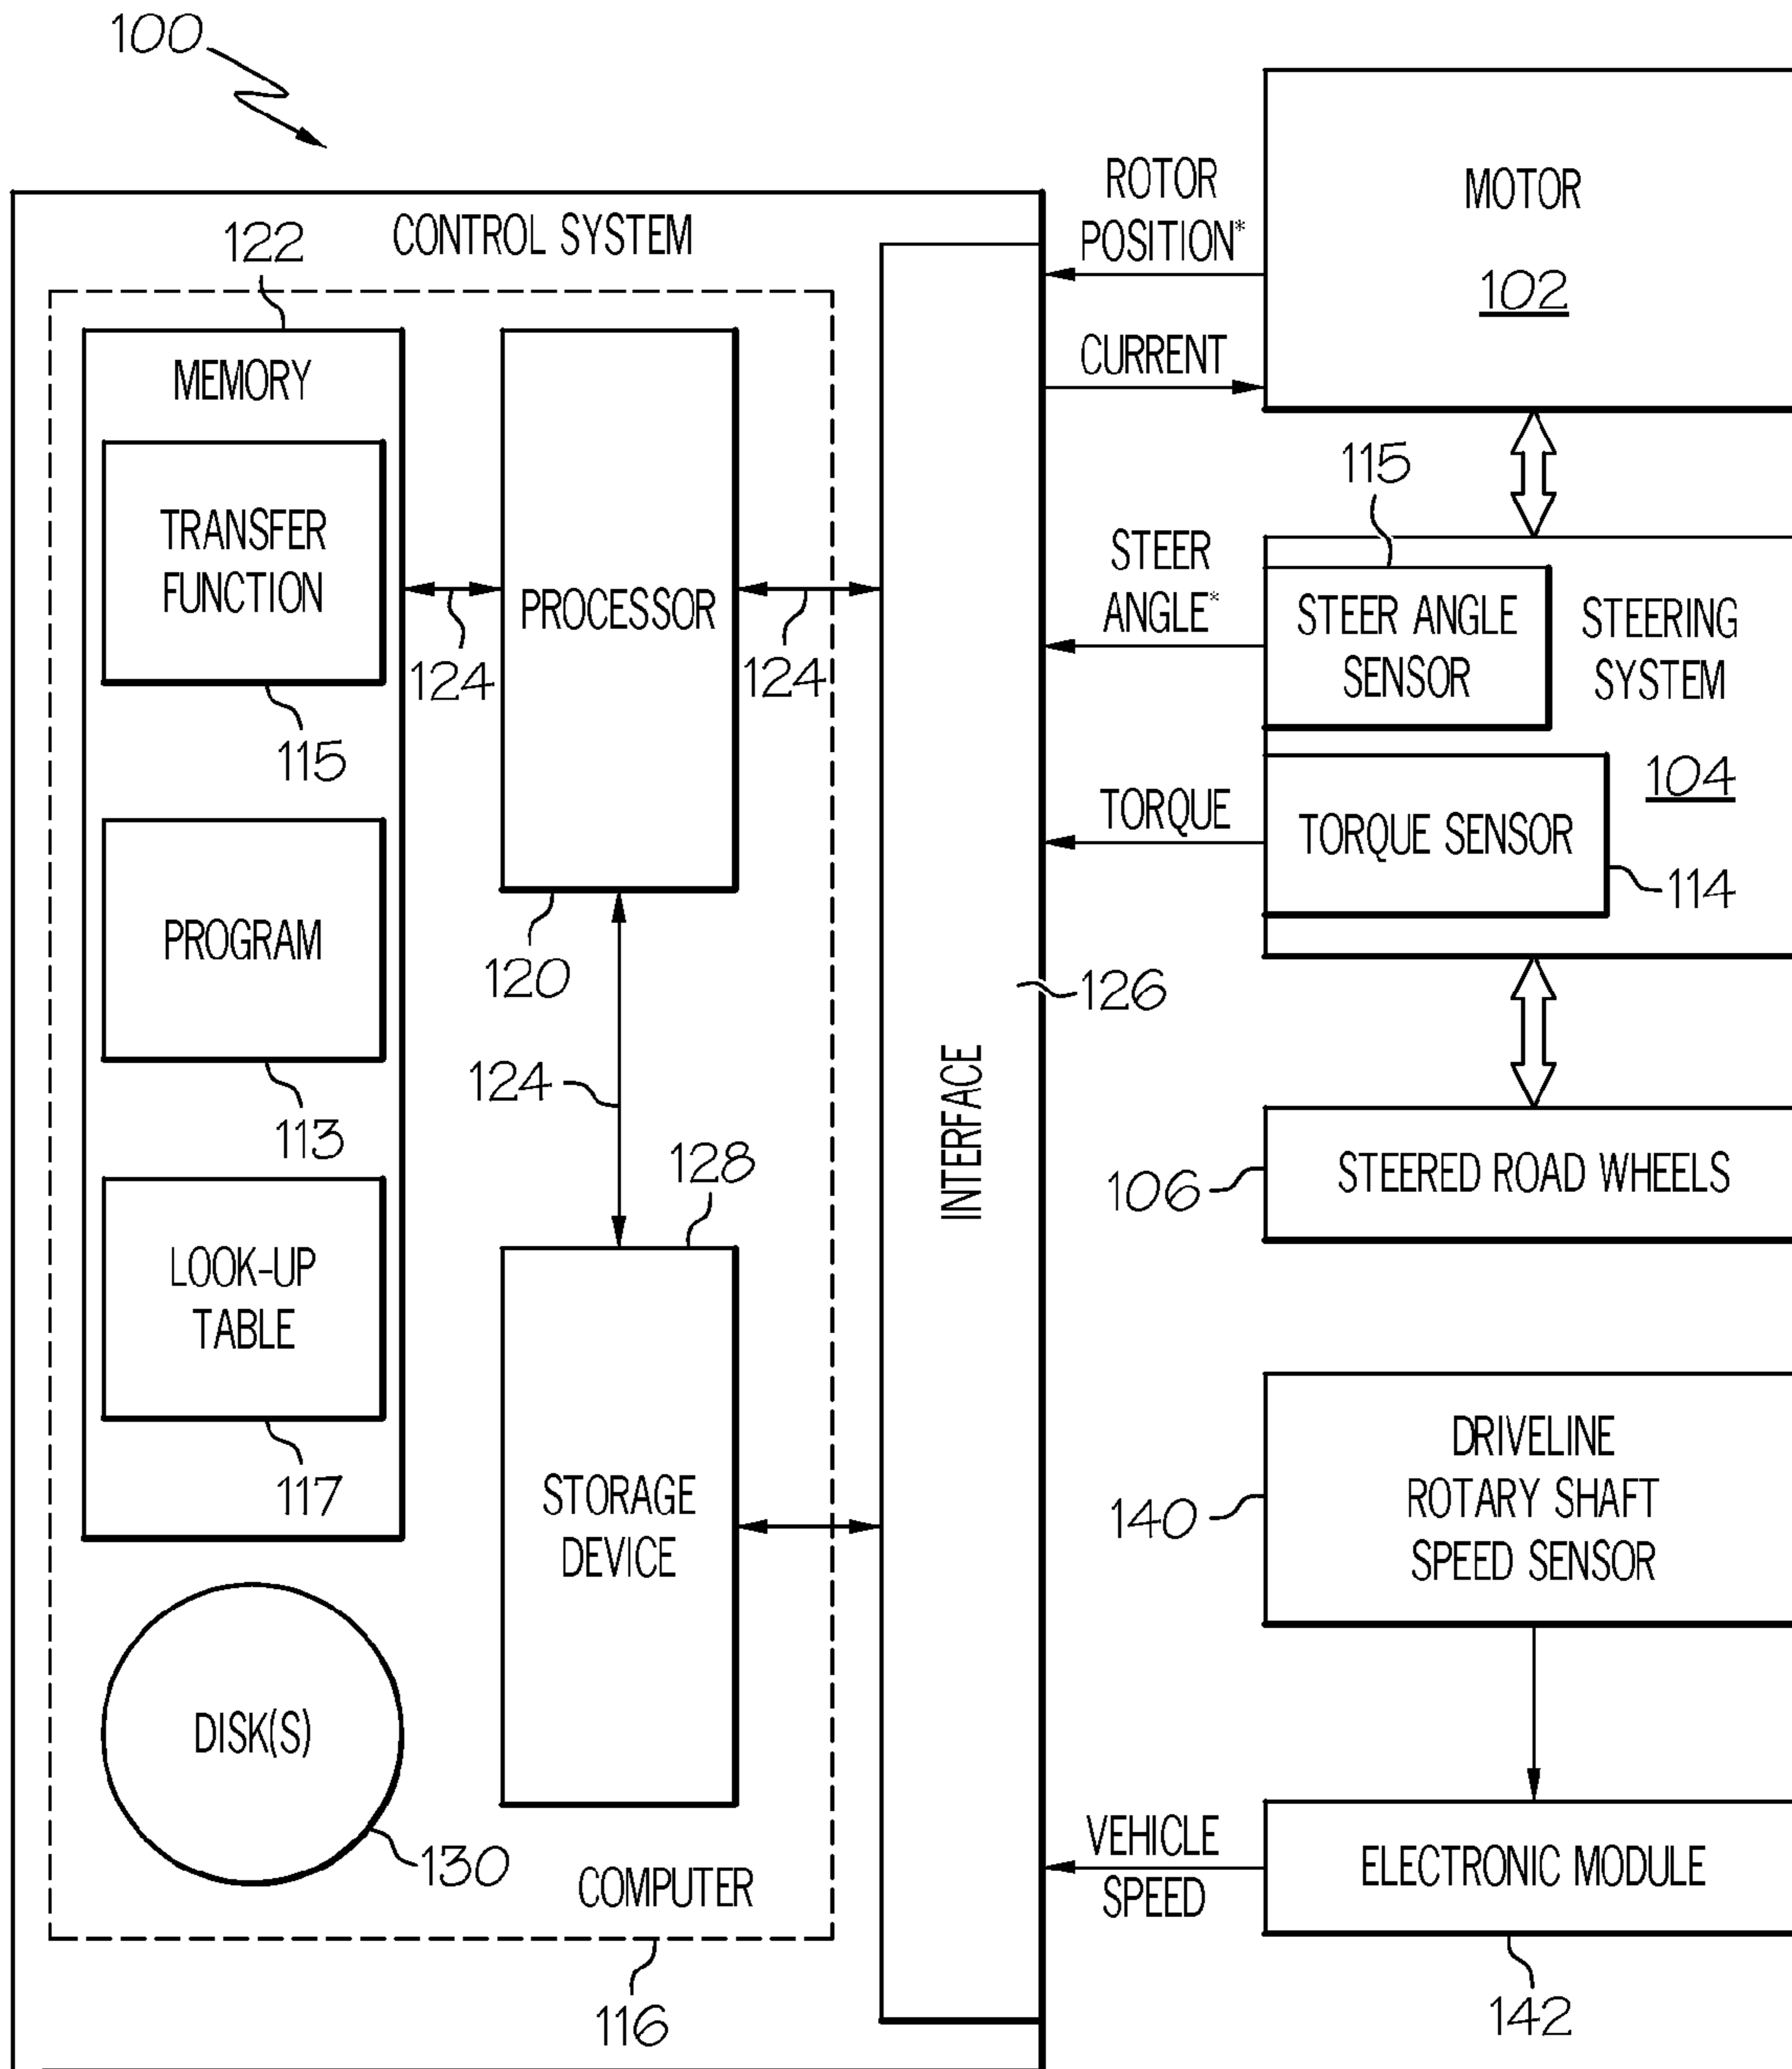 100
CONTROL SYSTEM
122
MEMORY
TRANSFER
FUNCTION
115
PROGRAM
113
LOOK-UP
TABLE
117
DISK(S)
130
124
PROCESSOR
124
120
124
128
STORAGE
DEVICE
COMPUTER
116
INTERFACE
126
ROTOR
POSITION*
CURRENT
STEER
ANGLE*
TORQUE
VEHICLE
SPEED
MOTOR
102
115
STEER ANGLE
SENSOR
STEERING
SYSTEM
104
TORQUE SENSOR
114
106
STEERED ROAD WHEELS
140
DRIVELINE
ROTARY SHAFT
SPEED SENSOR
ELECTRONIC MODULE
142